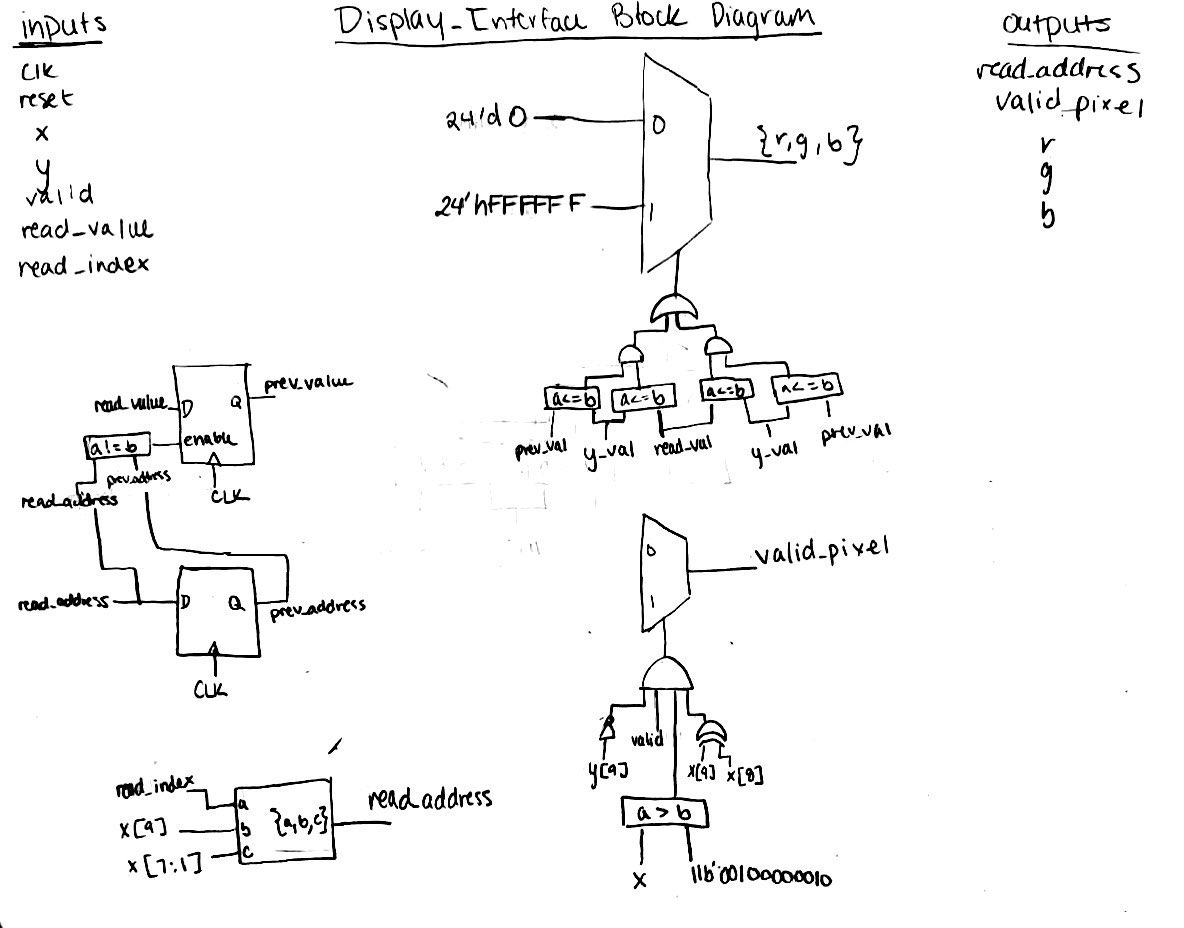 inputs
Display_Interface Block Diagram
outputs
clk
reset
x
y
valid
read_value
read_index
read_address
valid_pixel
r
g
b
24'd0
0
24'hFFFFFF
1
{r,g,b}
a<=b
a<=b
a<=b
a<=b
prev_val
y_val
read_val
y_val
prev_val
read_value
D
Q
prev_value
a!=b
enable
read_address
prev_address
CLK
read_address
D
Q
prev_address
CLK
0
1
valid_pixel
y[9]
valid
x[9]
x[8]
a>b
x
11b'00100000010
read_index
x[9]
x[7:1]
a
b
c
{a,b,c}
read_address